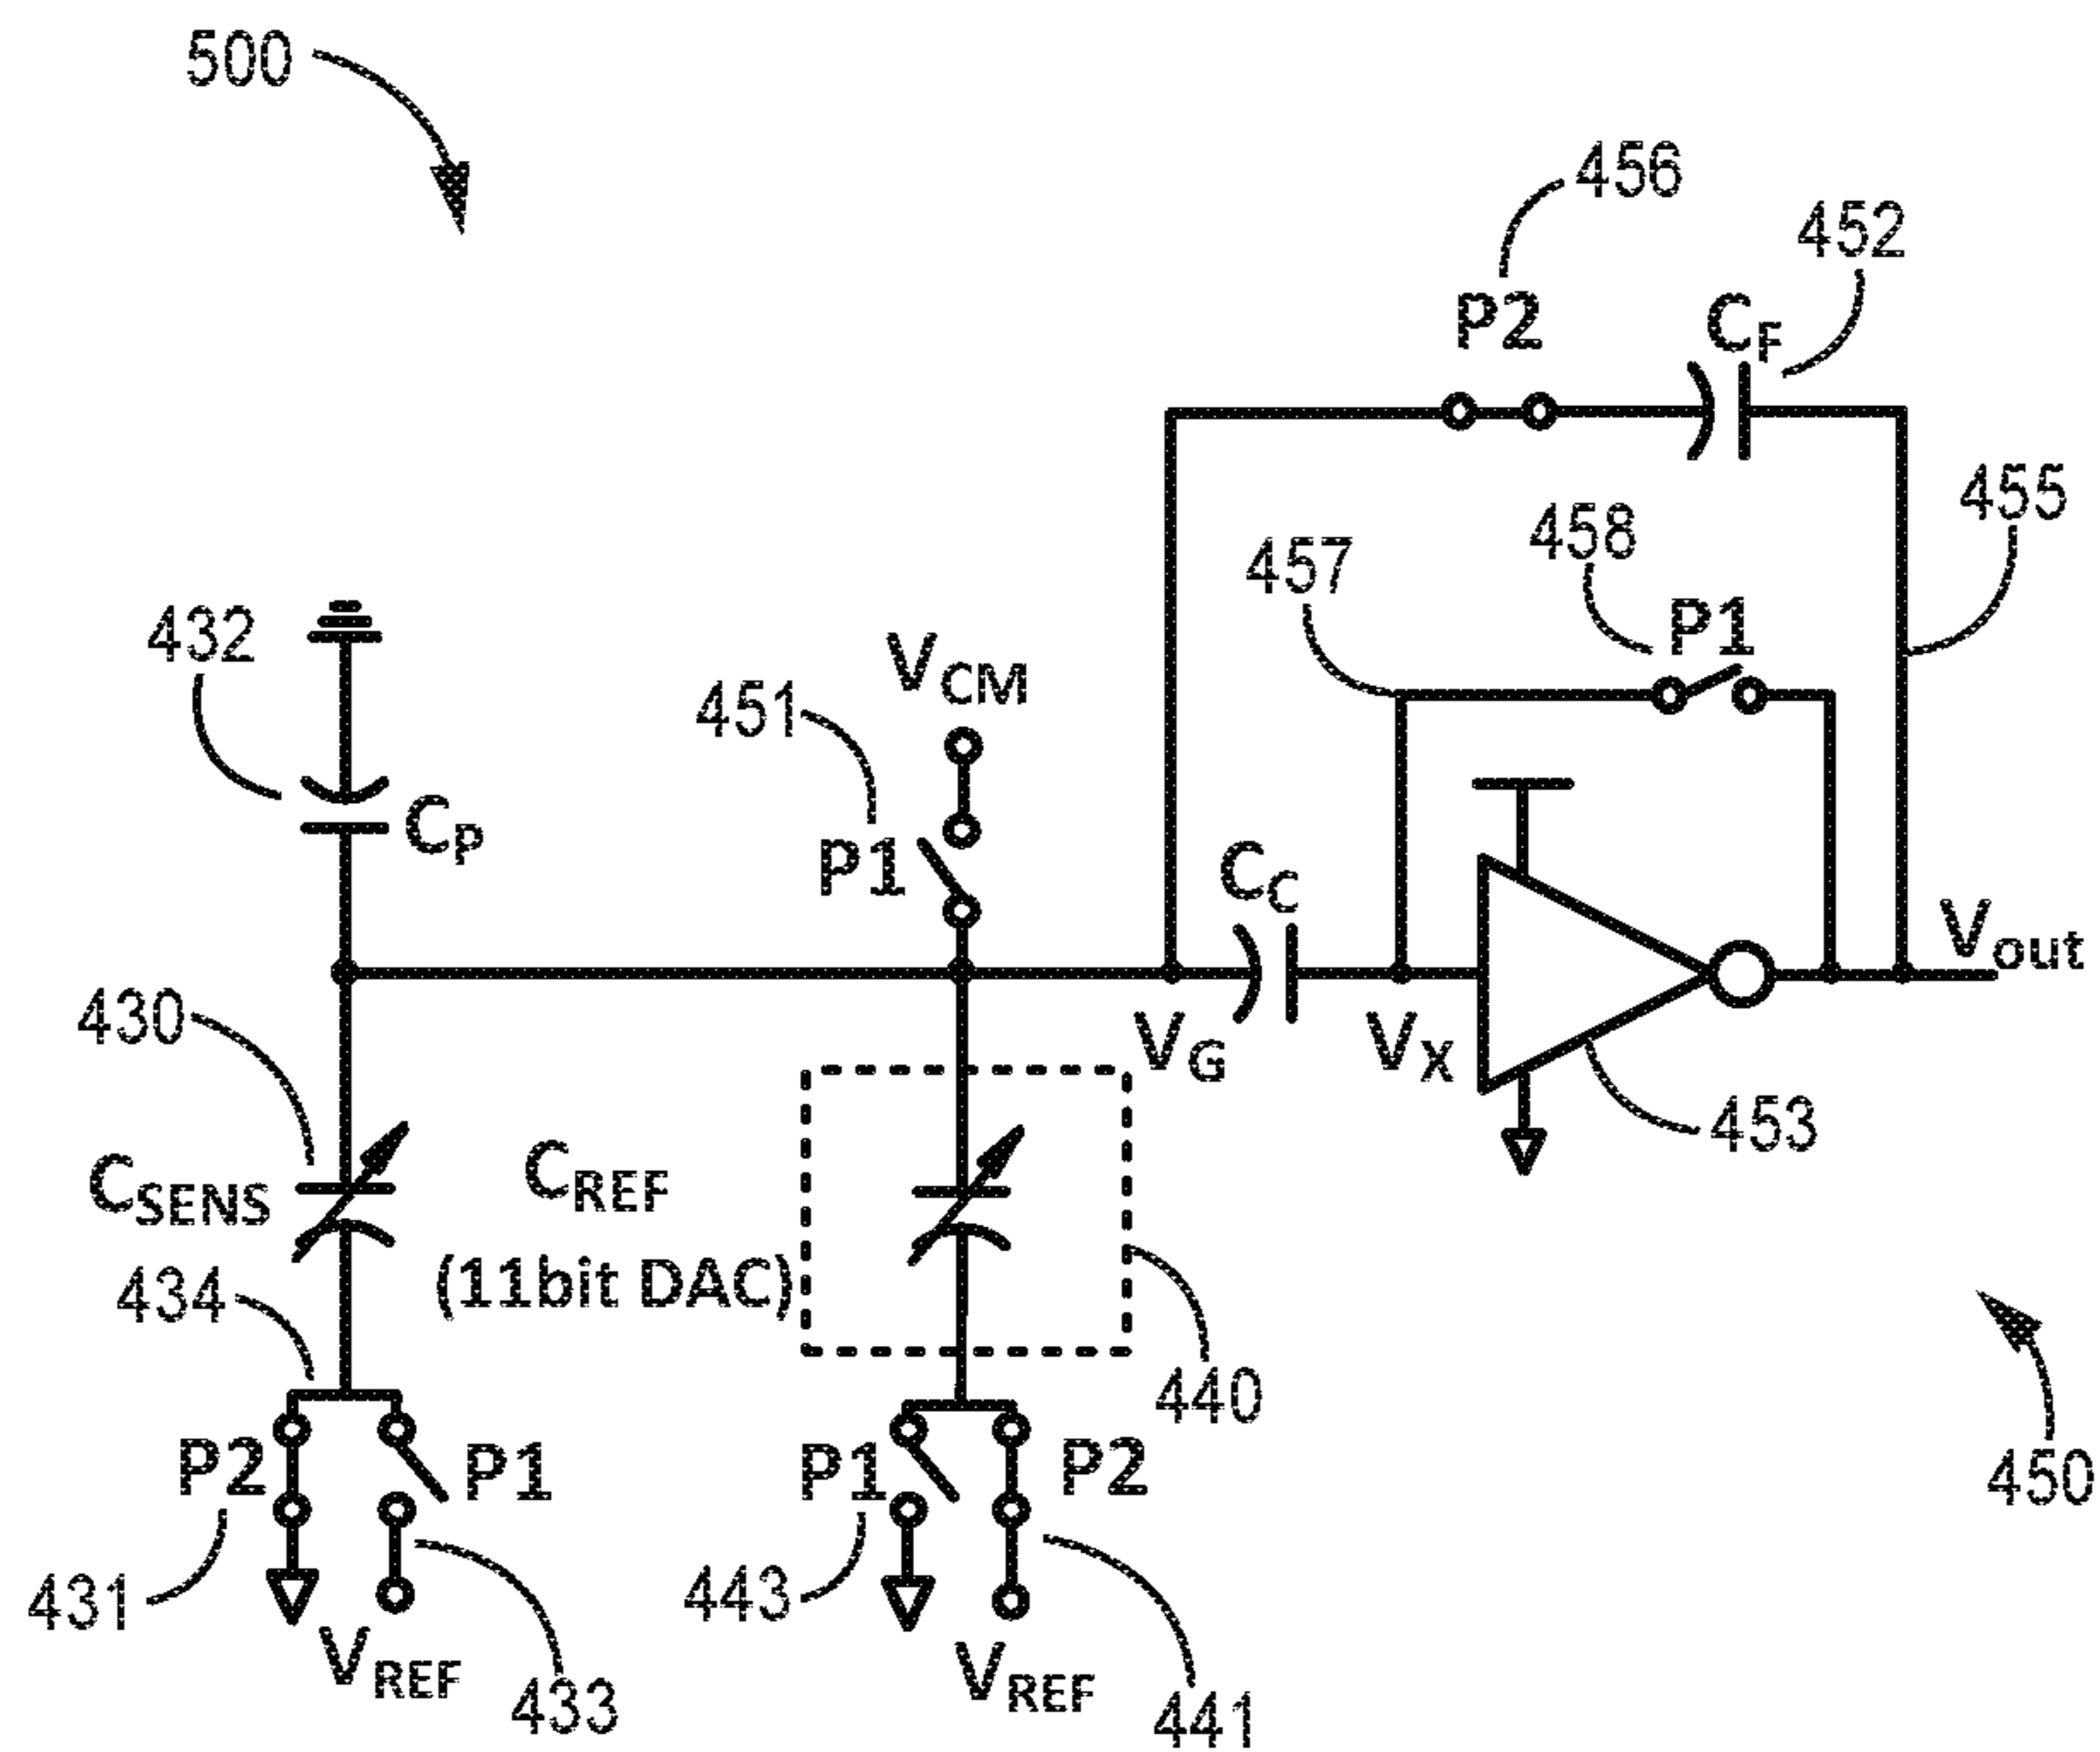 500
456
452
P2
CF
455
458
457
P1
432
VCM
451
CP
P1
CC
Vout
430
VG
VX
453
CSENS
CREF
434
(11bit DAC)
440
P2
P1
P1
P2
450
431
443
VREF
433
VREF
441